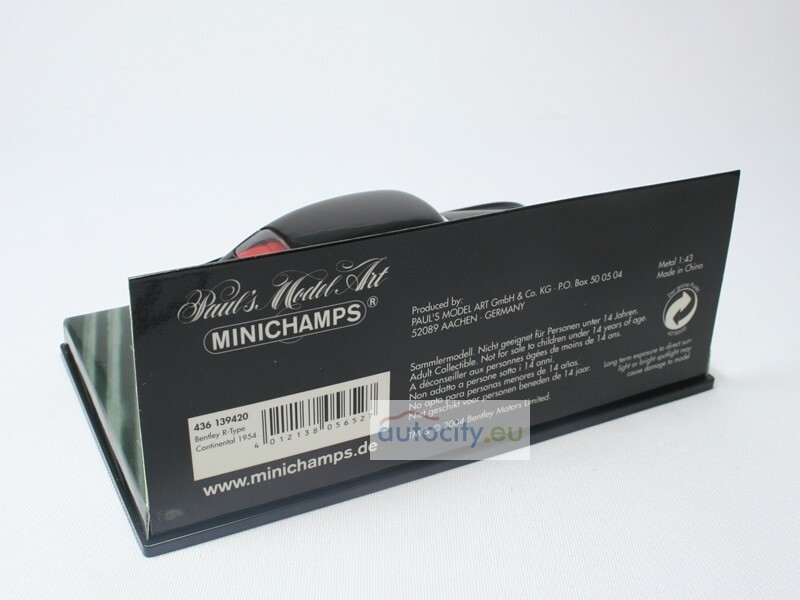 Paul's Model Art
MINICHAMPS®
436 139420
Bentley R-Type
Continental 1954
4 012138 056527
www.minichamps.de
Produced by:
PAUL'S MODEL ART GmbH & Co. KG · P.O. Box 50 05 04
52089 AACHEN · GERMANY
Sammlermodell. Nicht geeignet für Personen unter 14 Jahren.
Adult Collectible. Not for sale to children under 14 years of age.
A déconseiller aux personnes âgées de moins de 14 ans.
Non adatto a persone sotto i 14 anni.
No apto para personas menores de 14 años.
Niet geschikt voor personen beneden de 14 jaar.
TM & © 2004 Bentley Motors Limited.
Metal 1:43
Made in China
Der Grüne Punkt
Long term exposure to direct sun-
light or bright spotlight may
cause damage to model
autocity.eu